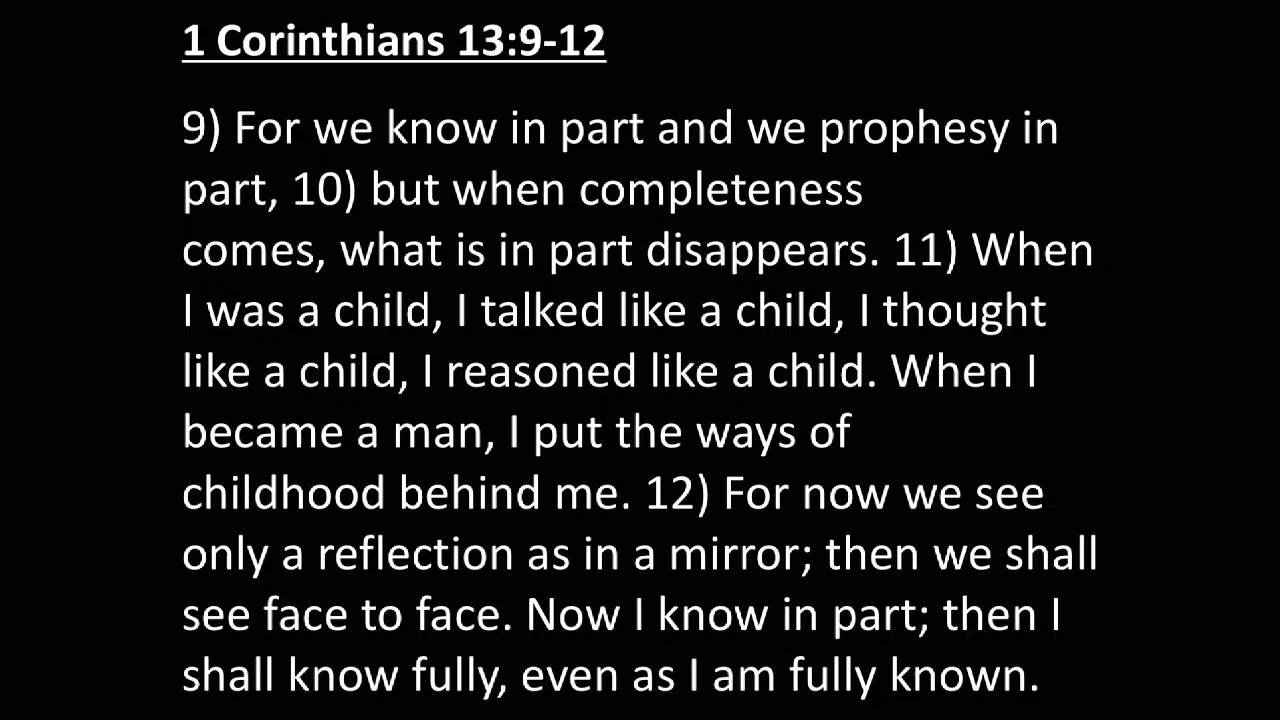 1 Corinthians 13:9-12
9) For we know in part and we prophesy in
part, 10) but when completeness
comes, what is in part disappears. 11) When
I was a child, I talked like a child, I thought
like a child, I reasoned like a child. When I
became a man, I put the ways of
childhood behind me. 12) For now we see
only a reflection as in a mirror; then we shall
see face to face. Now I know in part; then I
shall know fully, even as I am fully known.